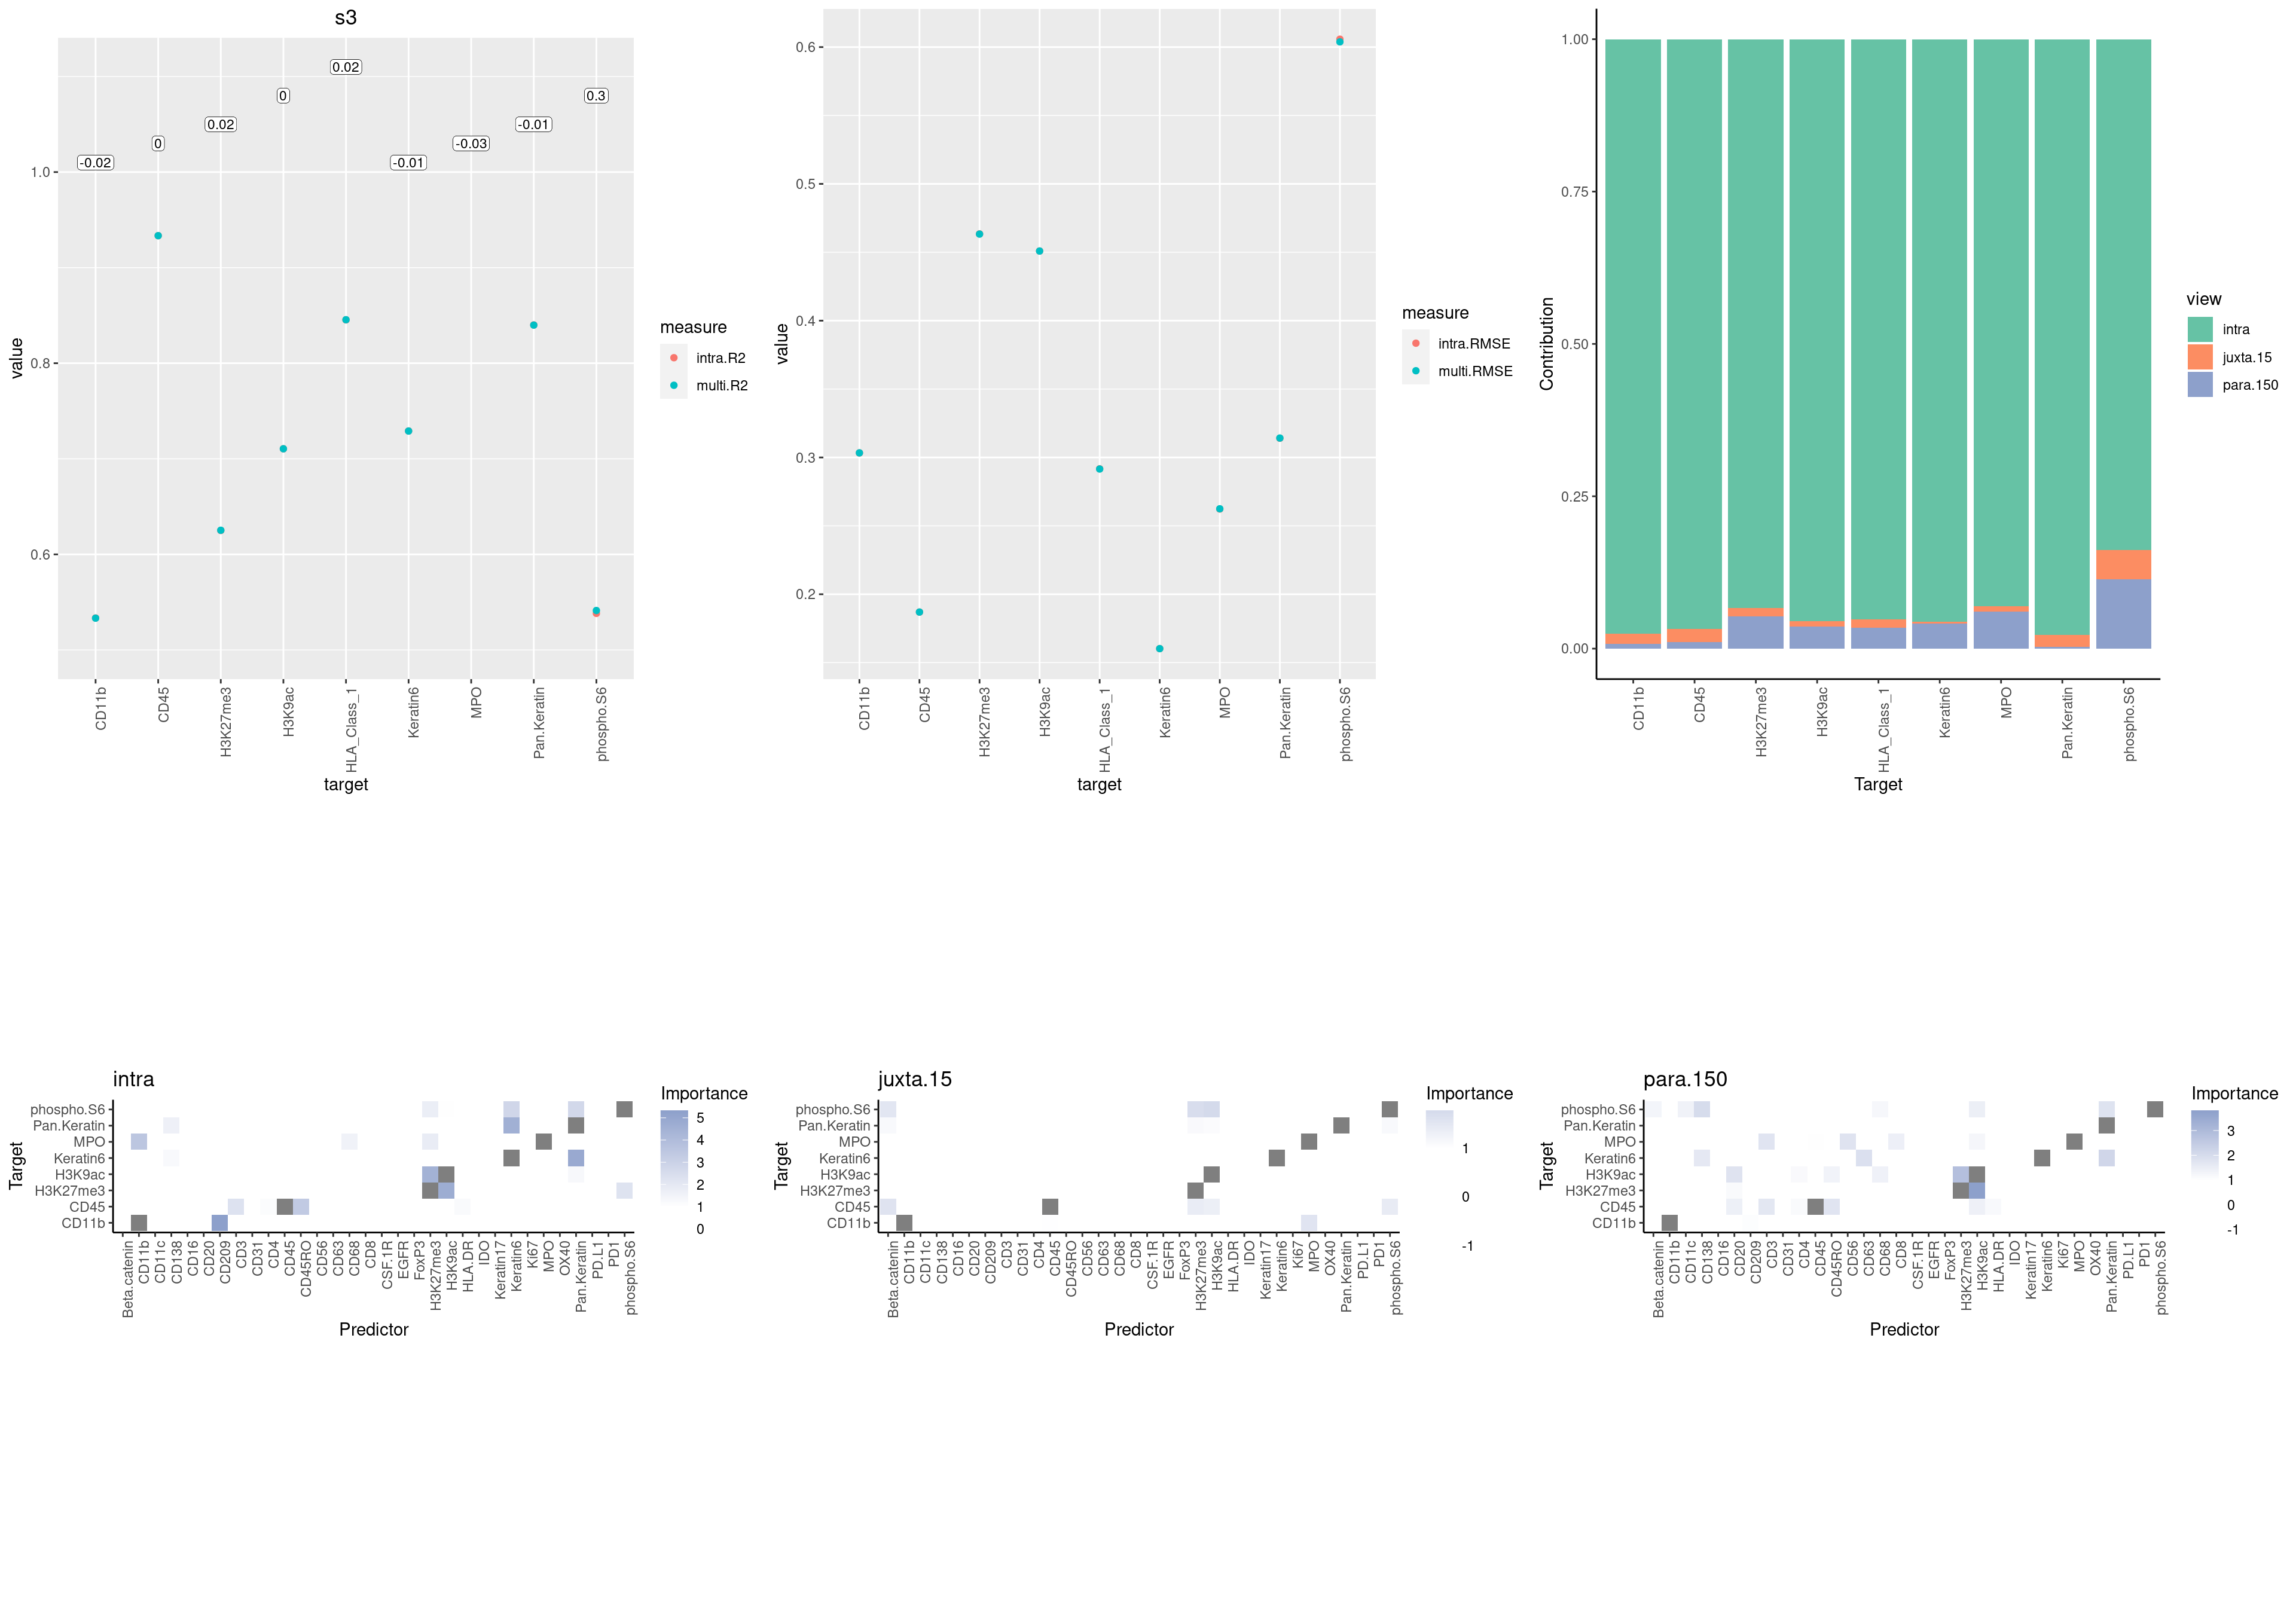 s3
value
1.0
0.8
0.6
-0.02
0
0.02
0
0.02
-0.01
-0.03
-0.01
0.3
CD11b
CD45
H3K27me3
H3K9ac
HLA_Class_1
Keratin6
MPO
Pan.Keratin
phospho.S6
target
measure
intra.R2
multi.R2
value
0.6
0.5
0.4
0.3
0.2
CD11b
CD45
H3K27me3
H3K9ac
HLA_Class_1
Keratin6
MPO
Pan.Keratin
phospho.S6
target
measure
intra.RMSE
multi.RMSE
Contribution
1.00
0.75
0.50
0.25
0.00
CD11b
CD45
H3K27me3
H3K9ac
HLA_Class_1
Keratin6
MPO
Pan.Keratin
phospho.S6
Target
view
intra
juxta.15
para.150
intra
Target
phospho.S6
Pan.Keratin
MPO
Keratin6
H3K9ac
H3K27me3
CD45
CD11b
Beta.catenin
CD11b
CD11c
CD138
CD16
CD20
CD209
CD3
CD31
CD4
CD45
CD45RO
CD56
CD63
CD68
CD8
CSF.1R
EGFR
FoxP3
H3K27me3
H3K9ac
HLA.DR
IDO
Keratin17
Keratin6
Ki67
MPO
OX40
Pan.Keratin
PD.L1
PD1
phospho.S6
Predictor
Importance
5
4
3
2
1
0
juxta.15
Target
phospho.S6
Pan.Keratin
MPO
Keratin6
H3K9ac
H3K27me3
CD45
CD11b
Beta.catenin
CD11b
CD11c
CD138
CD16
CD20
CD209
CD3
CD31
CD4
CD45
CD45RO
CD56
CD63
CD68
CD8
CSF.1R
EGFR
FoxP3
H3K27me3
H3K9ac
HLA.DR
IDO
Keratin17
Keratin6
Ki67
MPO
OX40
Pan.Keratin
PD.L1
PD1
phospho.S6
Predictor
Importance
1
0
-1
para.150
Target
phospho.S6
Pan.Keratin
MPO
Keratin6
H3K9ac
H3K27me3
CD45
CD11b
Beta.catenin
CD11b
CD11c
CD138
CD16
CD20
CD209
CD3
CD31
CD4
CD45
CD45RO
CD56
CD63
CD68
CD8
CSF.1R
EGFR
FoxP3
H3K27me3
H3K9ac
HLA.DR
IDO
Keratin17
Keratin6
Ki67
MPO
OX40
Pan.Keratin
PD.L1
PD1
phospho.S6
Predictor
Importance
3
2
1
0
-1